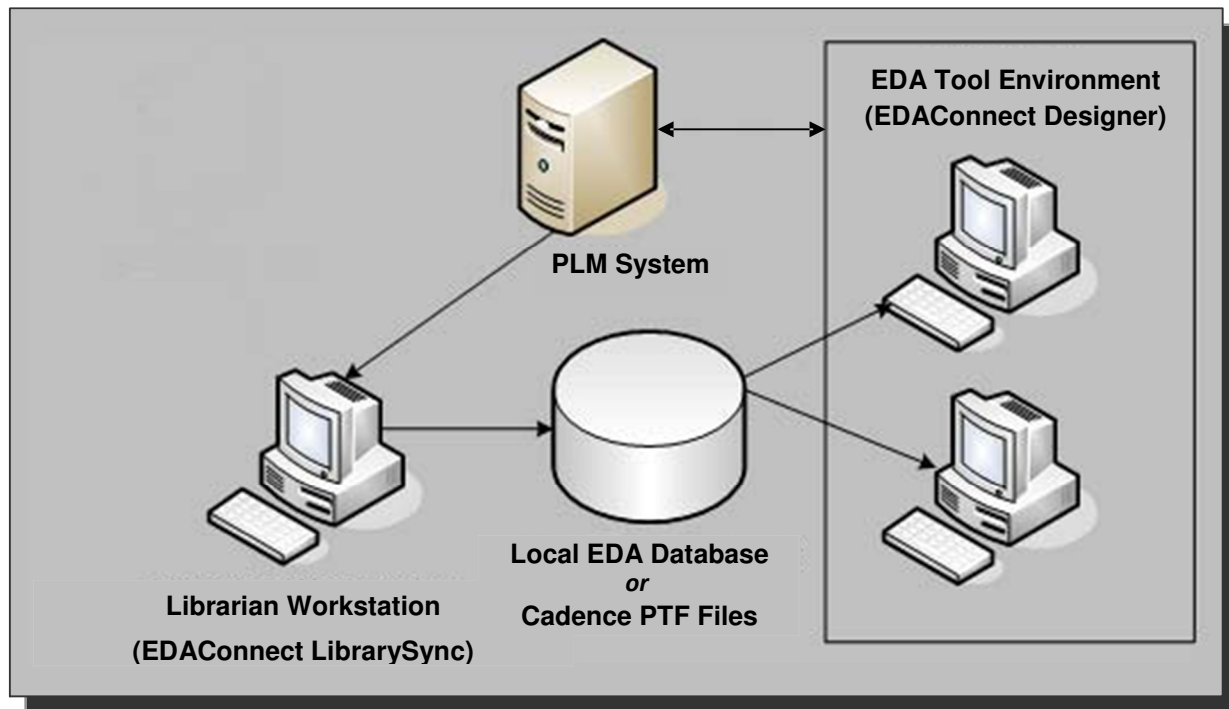 EDA Tool Environment
(EDAConnect Designer)
PLM System
Local EDA Database
or
Cadence PTF Files
Librarian Workstation
(EDAConnect LibrarySync)